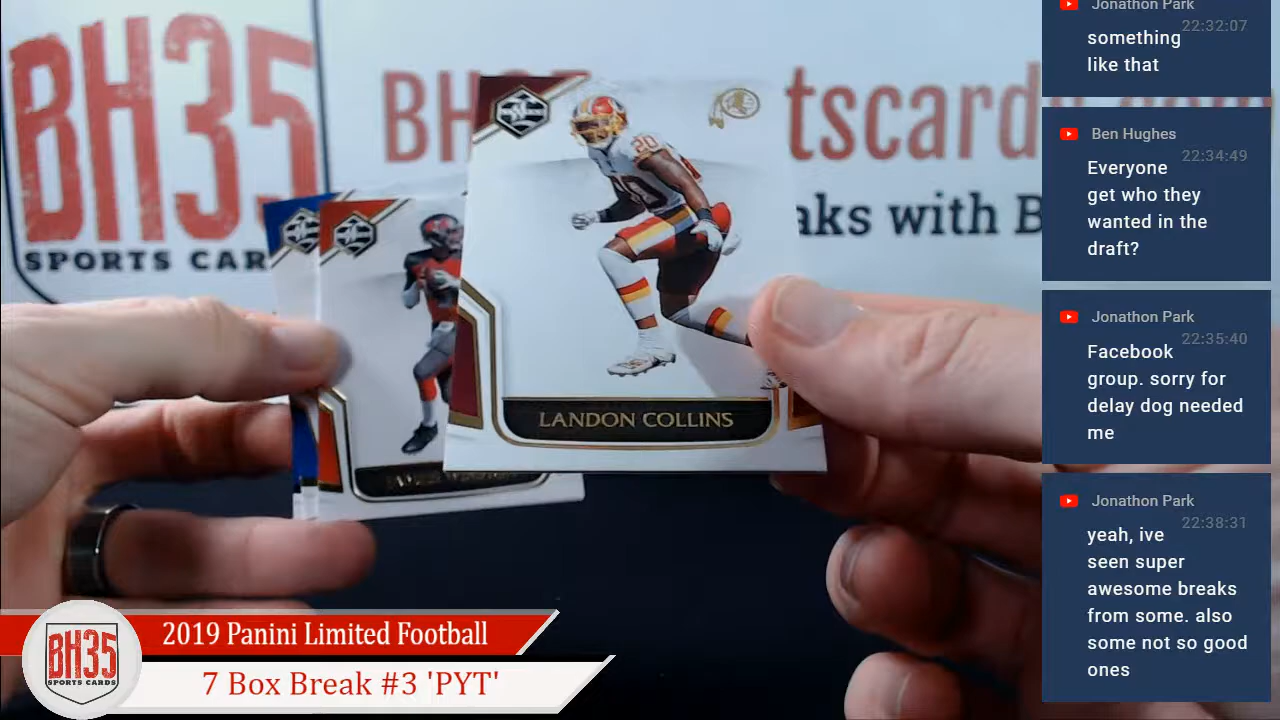 BH35
SPORTS CAR
BH
tscard
aks with B
20
LANDON COLLINS
2019 Panini Limited Football
7 Box Break #3 'PYT'
BH35
SPORTS CARDS
Jonathon Park
22:32:07
something
like that
Ben Hughes
22:34:49
Everyone
get who they
wanted in the
draft?
Jonathon Park
22:35:40
Facebook
group. sorry for
delay dog needed
me
Jonathon Park
22:38:31
yeah, ive
seen super
awesome breaks
from some. also
some not so good
ones